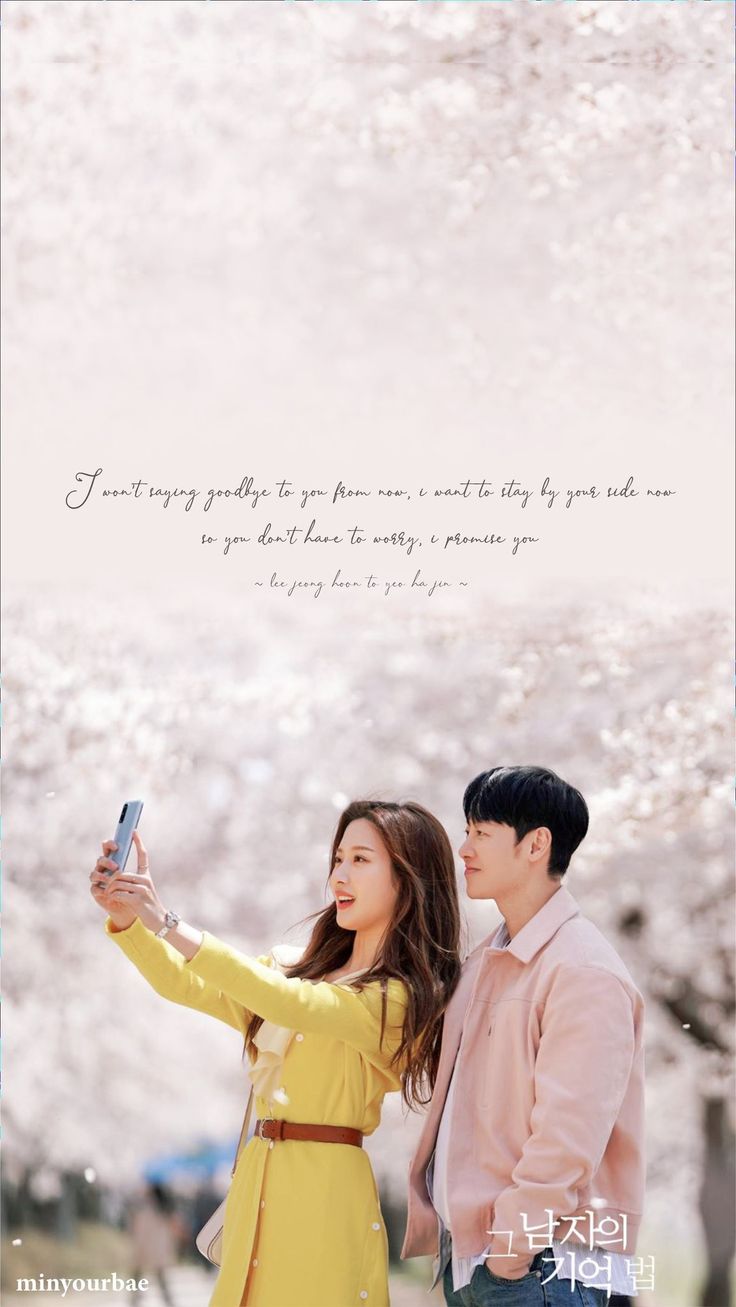 I won't saying goodbye to you from now, i want to stay by your side now
so you don't have to worry, i promise you
~ lee jeong hoon to yeo ha jin ~
그 남자의
기억 법
minyourbae